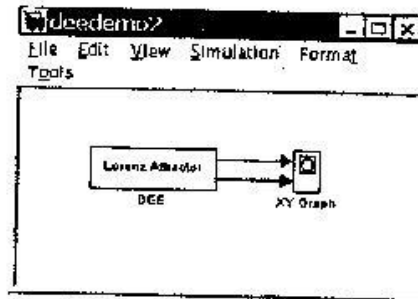 deedemo2
File Edit View Simulation Format
Tools
Lorenz Attractor
DEE
XY Graph